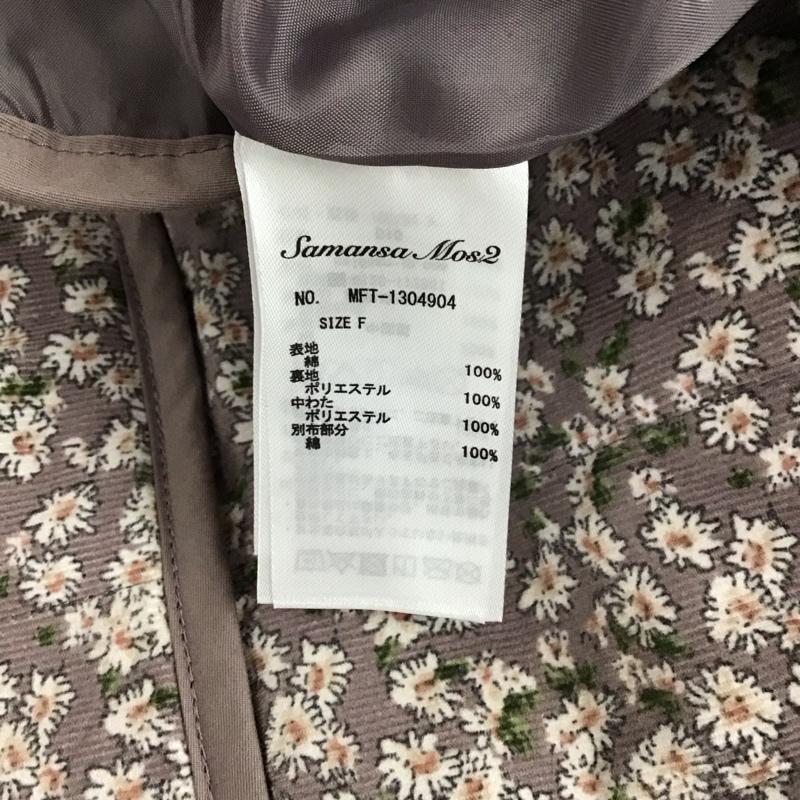 Samansa Mos2
NO. MFT-1304904
SIZE F
表地
綿 100%
裏地
ポリエステル 100%
中わた
ポリエステル 100%
別布部分
綿 100%